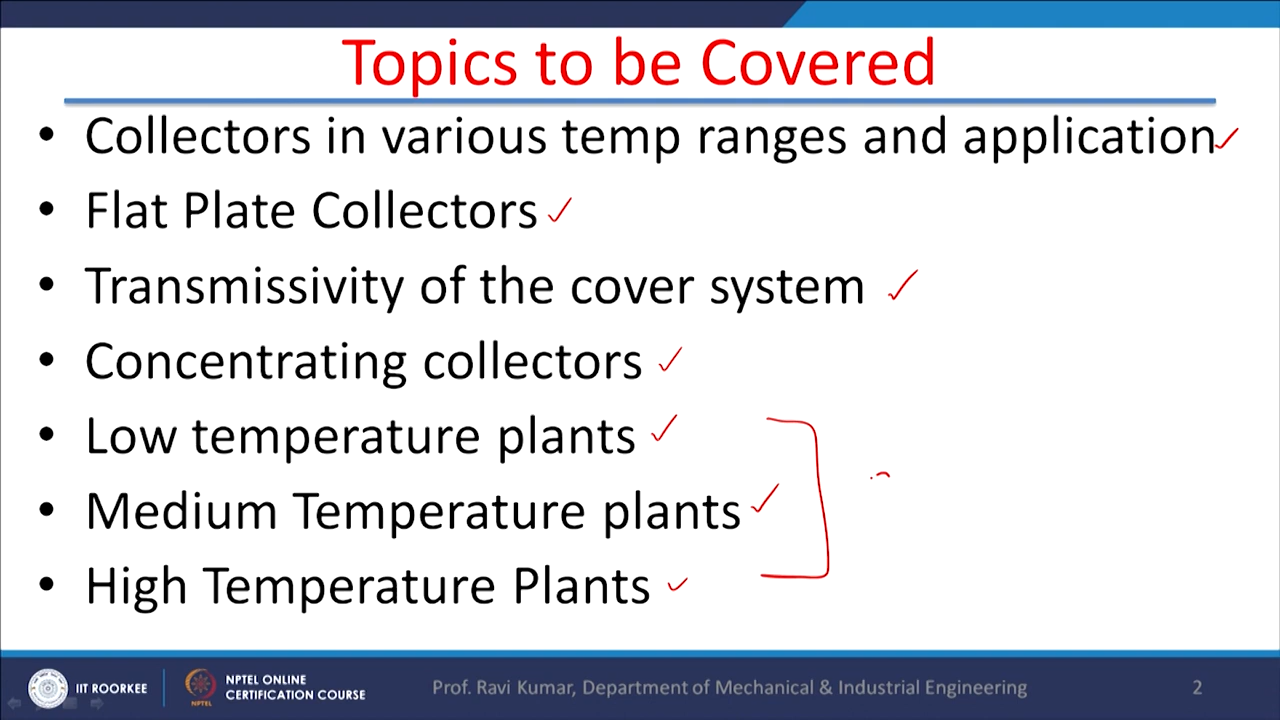 Topics to be Covered
• Collectors in various temp ranges and application
• Flat Plate Collectors
• Transmissivity of the cover system
• Concentrating collectors
• Low temperature plants
• Medium Temperature plants
• High Temperature Plants
IIT ROORKEE
NPTEL ONLINE
CERTIFICATION COURSE
NPTEL
Prof. Ravi Kumar, Department of Mechanical & Industrial Engineering
2